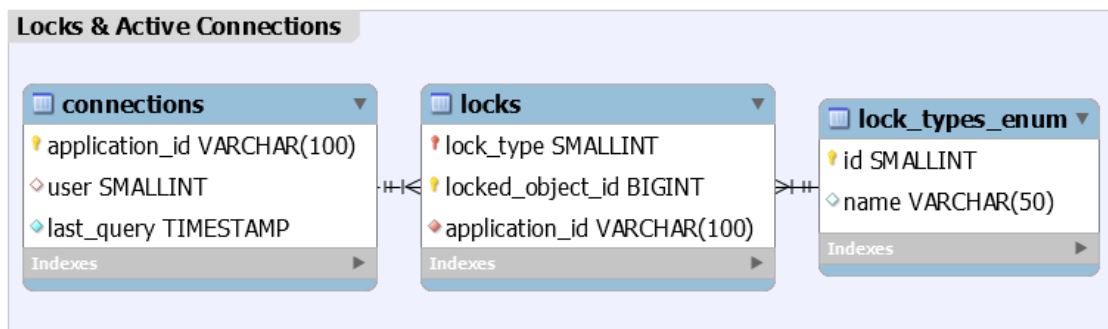 Locks & Active Connections
connections
application_id VARCHAR(100)
user SMALLINT
last_query TIMESTAMP
Indexes
locks
lock_type SMALLINT
locked_object_id BIGINT
application_id VARCHAR(100)
Indexes
lock_types_enum
id SMALLINT
name VARCHAR(50)
Indexes